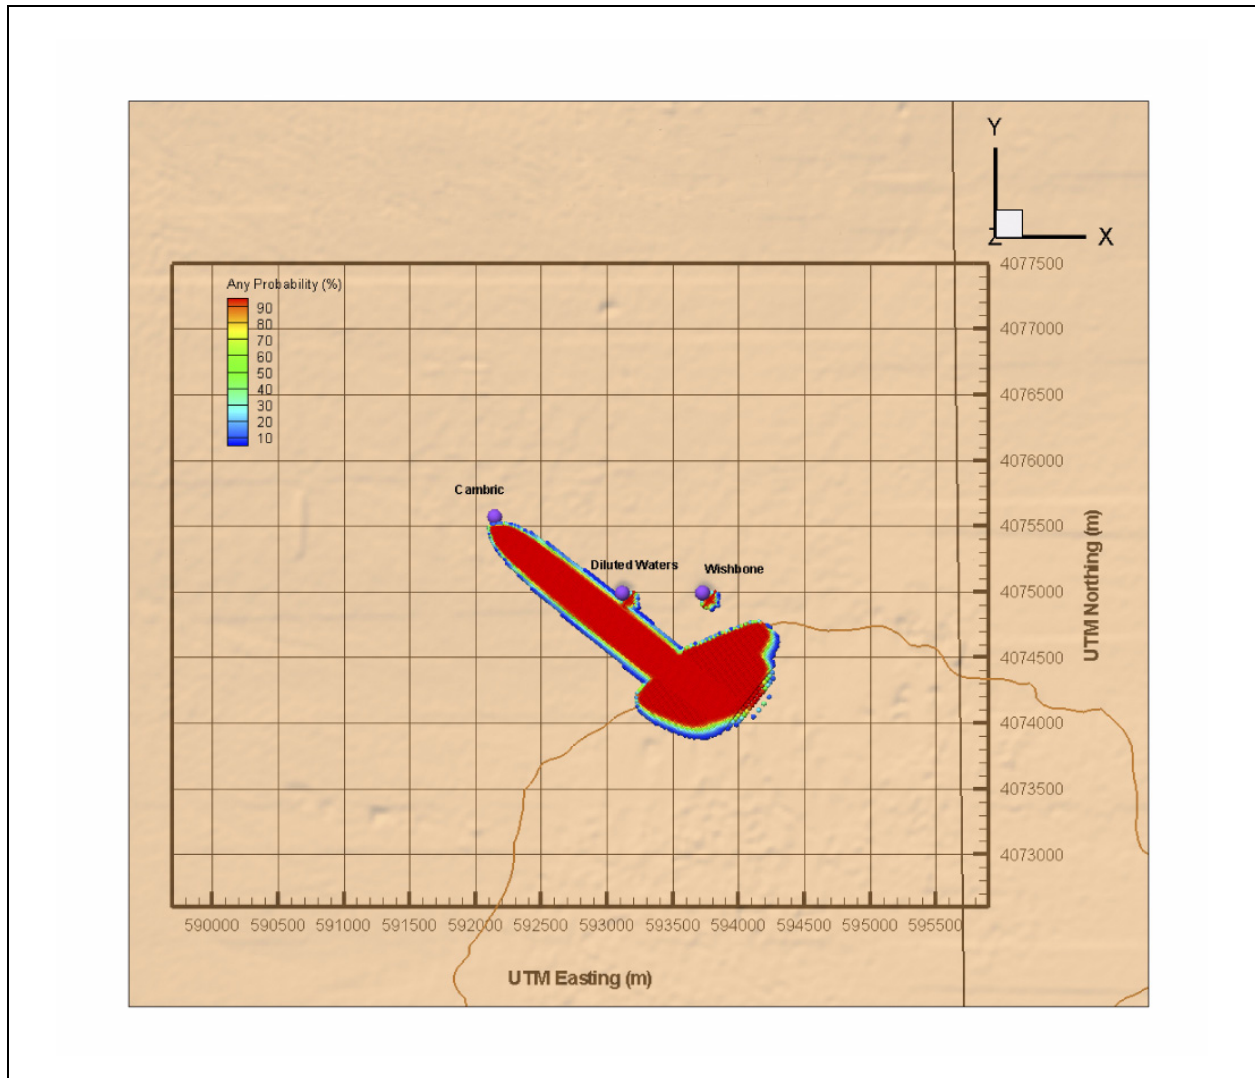 Y
Z
X
4077500
Any Probability (%)
90
80
70
60
50
40
30
20
10
4077000
4076500
4076000
Cambric
4075500
Diluted Waters
Wishbone
4075000
4074500
4074000
4073500
4073000
UTM Northing (m)
590000 590500 591000 591500 592000 592500 593000 593500 594000 594500 595000 595500
UTM Easting (m)